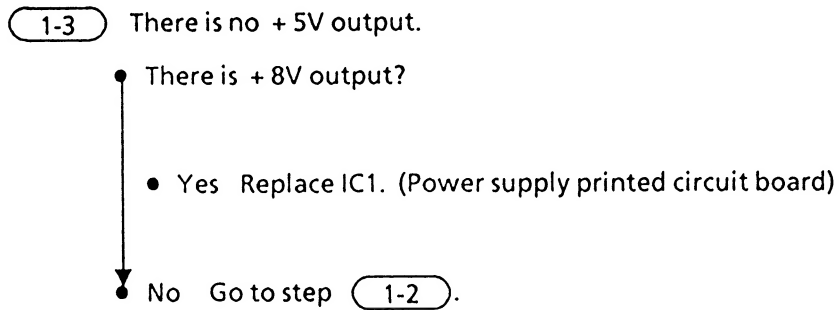 1-3 There is no + 5V output.
• There is + 8V output?
• Yes Replace IC1. (Power supply printed circuit board)
• No Go to step 1-2.